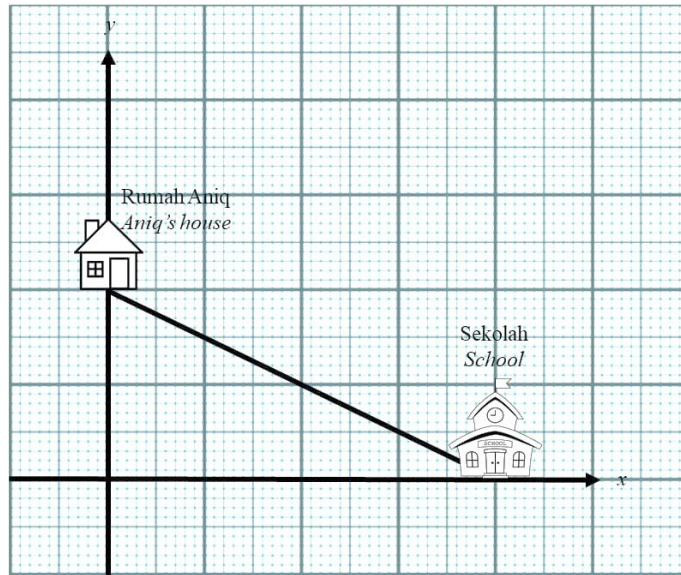 y
Rumah Aniq
Aniq's house
Sekolah
School
SCHOOL
x